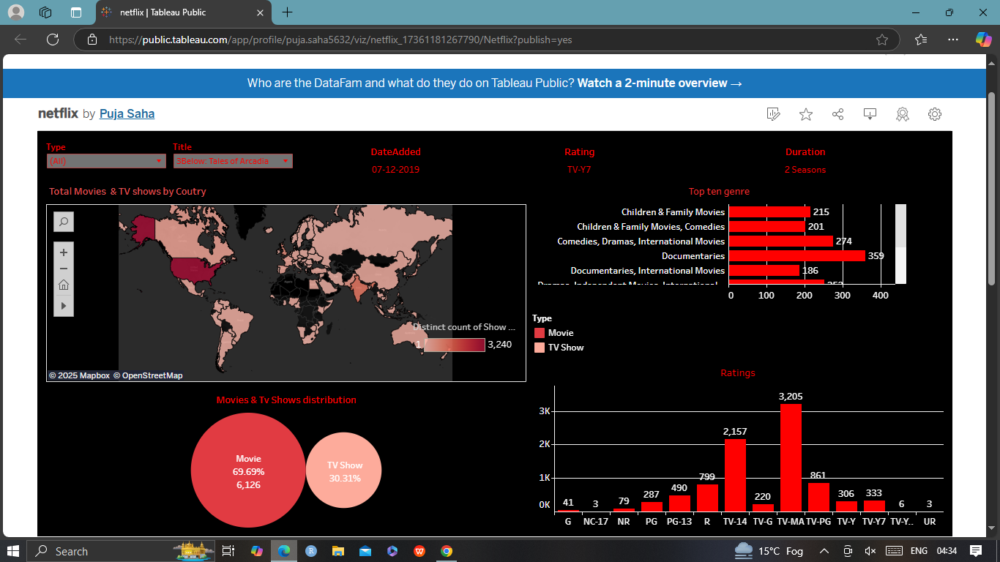 netflix | Tableau Public
https://public.tableau.com/app/profile/puja.saha5632/viz/netflix_17361181267790/Netflix?publish=yes
Who are the DataFam and what do they do on Tableau Public? Watch a 2-minute overview →
netflix by Puja Saha
Type
(All)
Title
3Below: Tales of Arcadia
DateAdded
07-12-2019
Rating
TV-Y7
Duration
2 Seasons
Total Movies & TV shows by Coutry
Distinct count of Show ...
1 3,240
© 2025 Mapbox © OpenStreetMap
Top ten genre
Children & Family Movies 215
Children & Family Movies, Comedies 201
Comedies, Dramas, International Movies 274
Documentaries 359
Documentaries, International Movies 186
0 100 200 300 400
Type
Movie
TV Show
Movies & Tv Shows distribution
Movie
69.69%
6,126
TV Show
30.31%
Ratings
3K
2K
1K
0K
41 3 79 287 490 799 2,157 220 3,205 861 306 333 6 3
G NC-17 NR PG PG-13 R TV-14 TV-G TV-MA TV-PG TV-Y TV-Y7 TV-Y.. UR
Search
15°C Fog
ENG
04:34